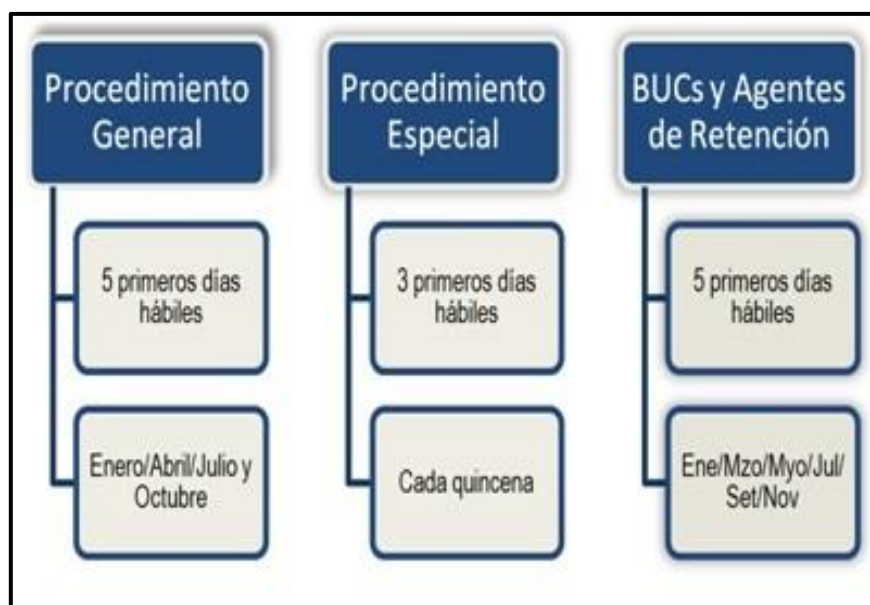 Procedimiento
General
5 primeros días
hábiles
Enero/Abril/Julio y
Octubre
Procedimiento
Especial
3 primeros días
hábiles
Cada quincena
BUCs y Agentes
de Retención
5 primeros días
hábiles
Ene/Mzo/Myo/Jul/
Set/Nov